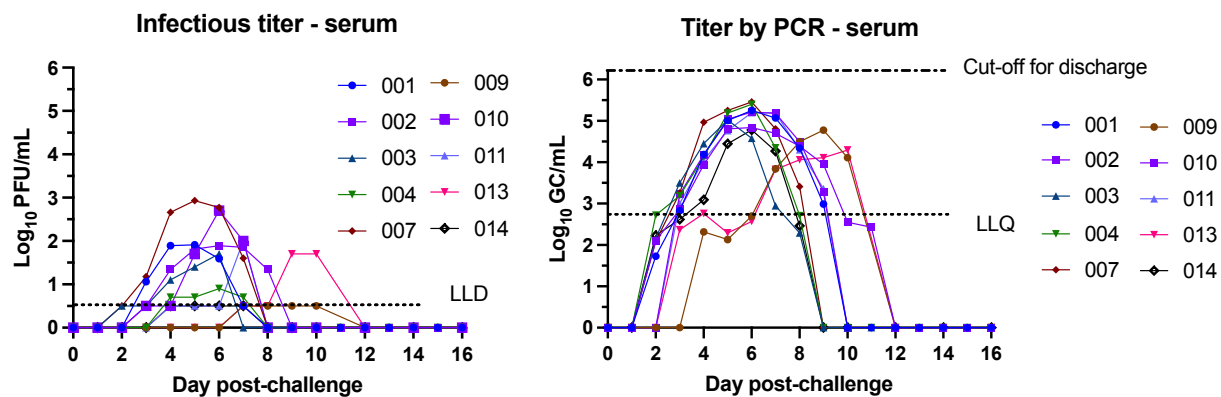 Infectious titer - serum
Log10 PFU/mL
6
5
4
3
2
1
0
0 2 4 6 8 10 12 14 16
Day post-challenge
001 009
002 010
003 011
004 013
007 014
LLD
Titer by PCR - serum
Log10 GC/mL
6
5
4
3
2
1
0
0 2 4 6 8 10 12 14 16
Day post-challenge
Cut-off for discharge
001 009
002 010
003 011
004 013
007 014
LLQ